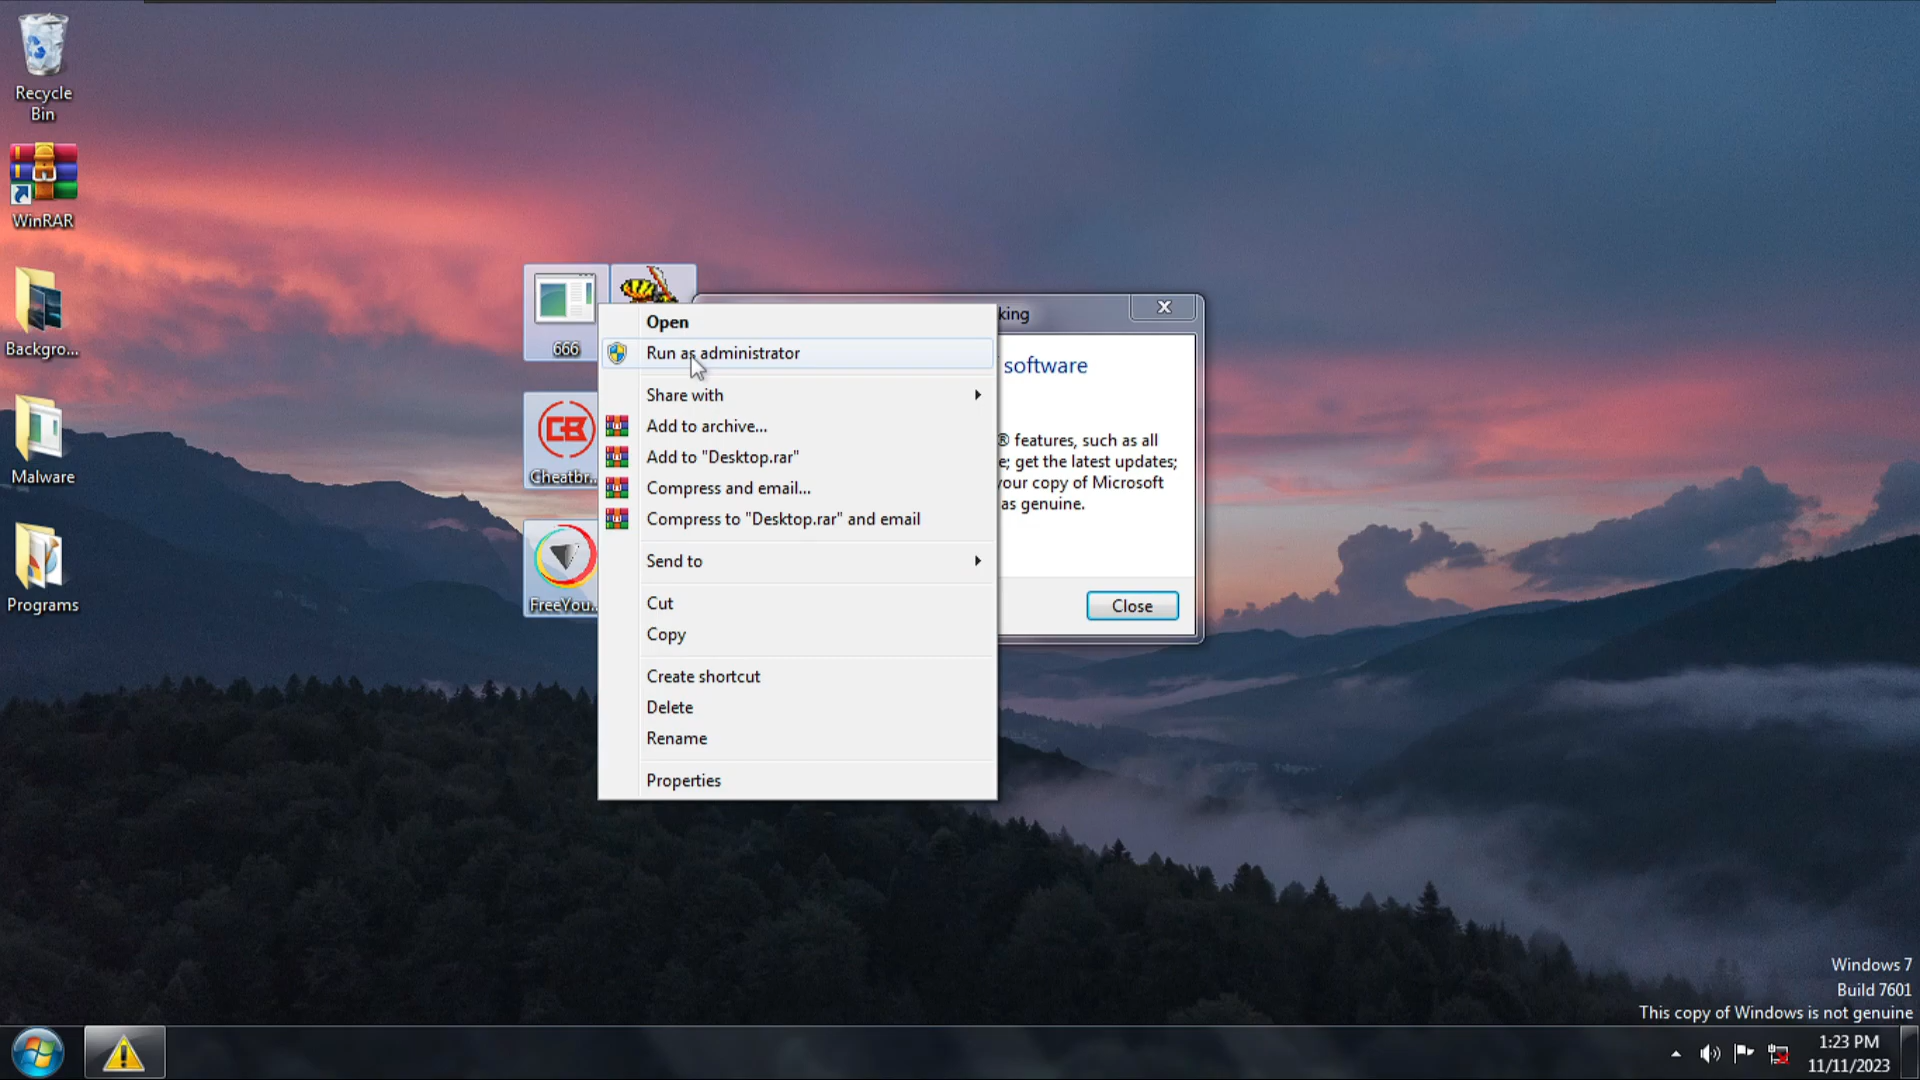 Recycle
Bin
WinRAR
Backgro...
Malware
Programs
666
Cheatbr...
FreeYou...
Open
Run as administrator
Share with
Add to archive...
Add to "Desktop.rar"
Compress and email...
Compress to "Desktop.rar" and email
Send to
Cut
Copy
Create shortcut
Delete
Rename
Properties
king
software
® features, such as all
e; get the latest updates;
your copy of Microsoft
as genuine.
Close
Windows 7
Build 7601
This copy of Windows is not genuine
1:23 PM
11/11/2023